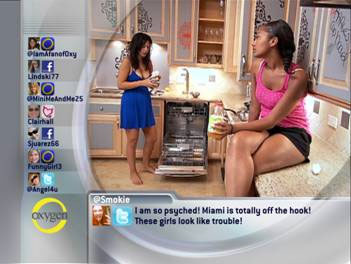 @IamAfanofOxy
Lindski77
@MiniMeAndMe25
Clairhall
Sjuarez66
FunnyGirl3
@Angel4u
oxygen
@Smokie
I am so psyched! Miami is totally off the hook!
These girls look like trouble!